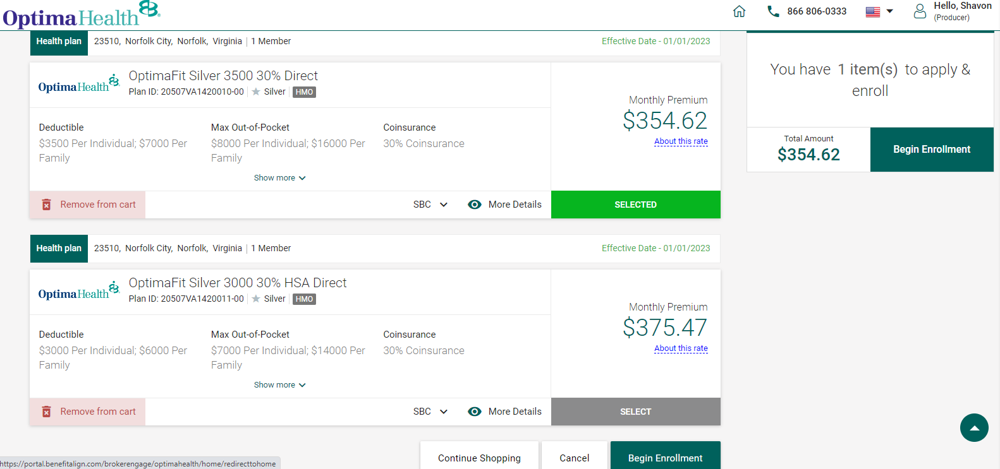 OptimaHealth
866 806-0333
Hello, Shavon
(Producer)
Health plan
23510, Norfolk City, Norfolk, Virginia | 1 Member
Effective Date - 01/01/2023
OptimaHealth
OptimaFit Silver 3500 30% Direct
Plan ID: 20507VA1420010-00 | Silver | HMO
Monthly Premium
$354.62
About this rate
Deductible
$3500 Per Individual; $7000 Per
Family
Max Out-of-Pocket
$8000 Per Individual; $16000 Per
Family
Coinsurance
30% Coinsurance
Show more
Remove from cart
SBC
More Details
SELECTED
Health plan
23510, Norfolk City, Norfolk, Virginia | 1 Member
Effective Date - 01/01/2023
OptimaHealth
OptimaFit Silver 3000 30% HSA Direct
Plan ID: 20507VA1420011-00 | Silver | HMO
Monthly Premium
$375.47
About this rate
Deductible
$3000 Per Individual; $6000 Per
Family
Max Out-of-Pocket
$7000 Per Individual; $14000 Per
Family
Coinsurance
30% Coinsurance
Show more
Remove from cart
SBC
More Details
SELECT
Continue Shopping
Cancel
Begin Enrollment
You have 1 item(s) to apply &
enroll
Total Amount
$354.62
Begin Enrollment
https://portal.benefitalign.com/brokerengage/optimahealth/home/redirecttohome